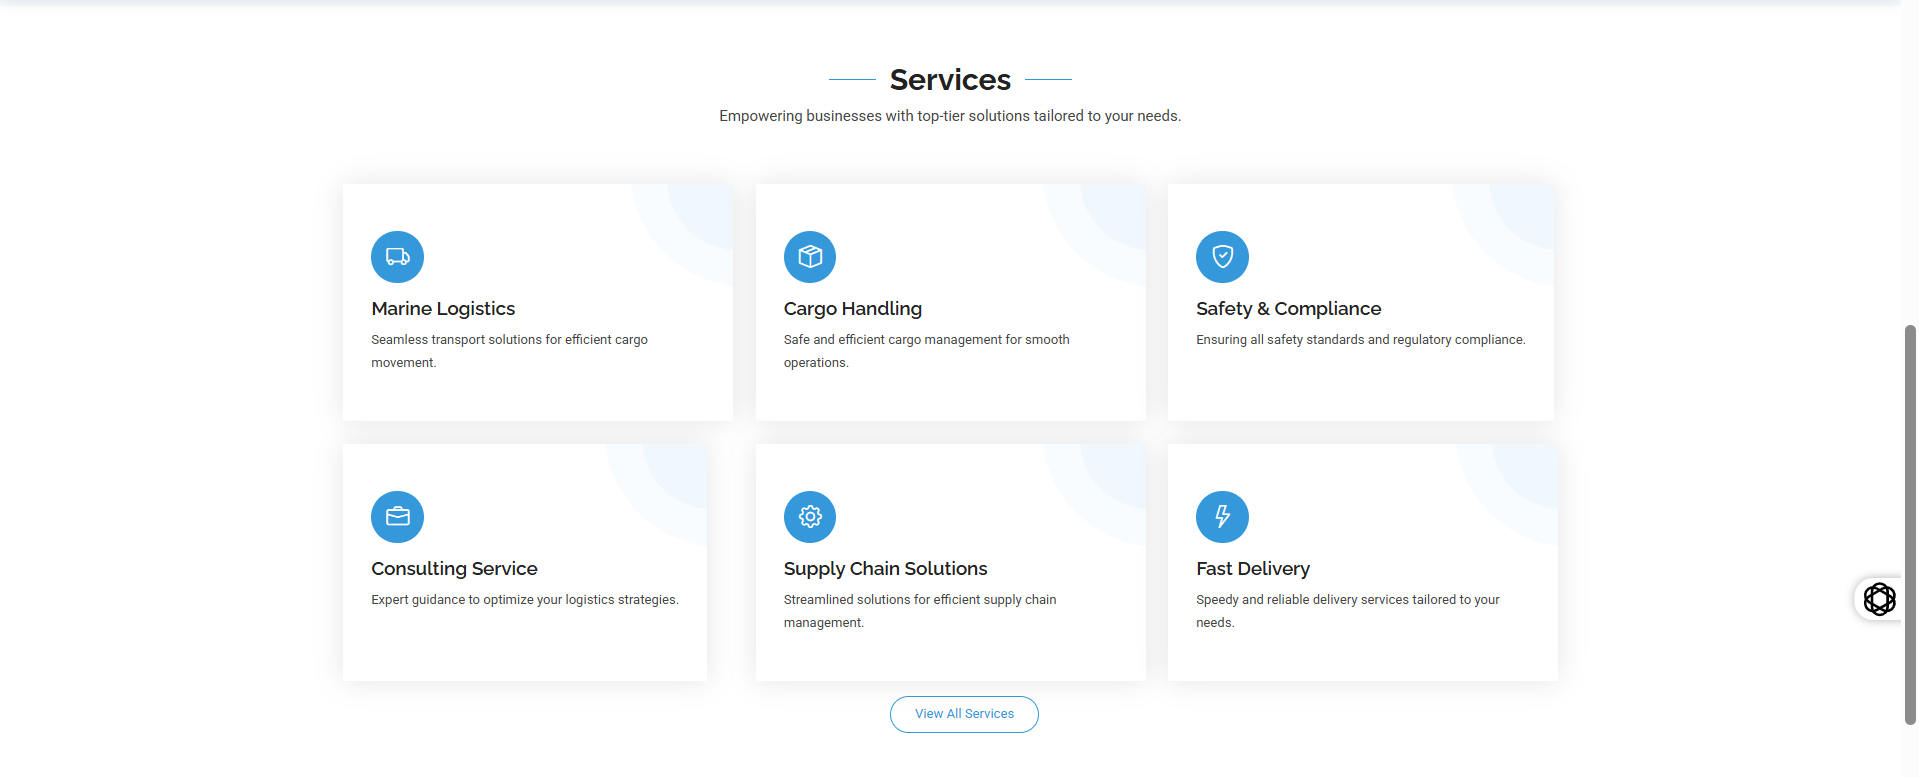 Services
Empowering businesses with top-tier solutions tailored to your needs.
Marine Logistics
Seamless transport solutions for efficient cargo
movement.
Cargo Handling
Safe and efficient cargo management for smooth
operations.
Safety & Compliance
Ensuring all safety standards and regulatory compliance.
Consulting Service
Expert guidance to optimize your logistics strategies.
Supply Chain Solutions
Streamlined solutions for efficient supply chain
management.
Fast Delivery
Speedy and reliable delivery services tailored to your
needs.
View All Services